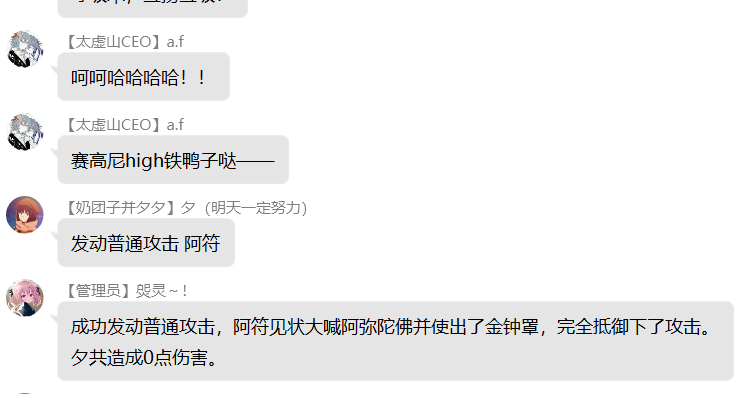 【太虚山CEO】a.f
呵呵哈哈哈哈！！
【太虚山CEO】a.f
赛高尼high铁鸭子哒——
【奶团子并夕夕】夕（明天一定努力）
发动普通攻击 阿符
【管理员】煛灵～！
成功发动普通攻击，阿符见状大喊阿弥陀佛并使出了金钟罩，完全抵御下了攻击。
夕共造成0点伤害。